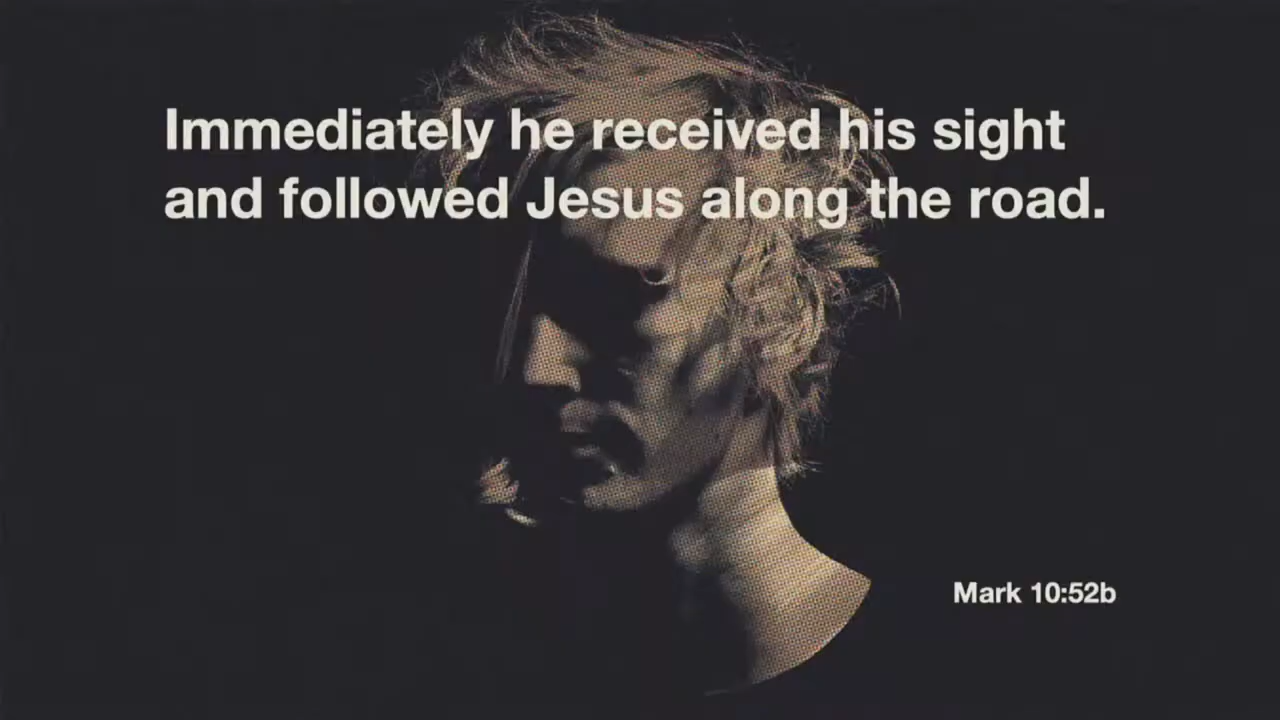 Immediately he received his sight
and followed Jesus along the road.
Mark 10:52b